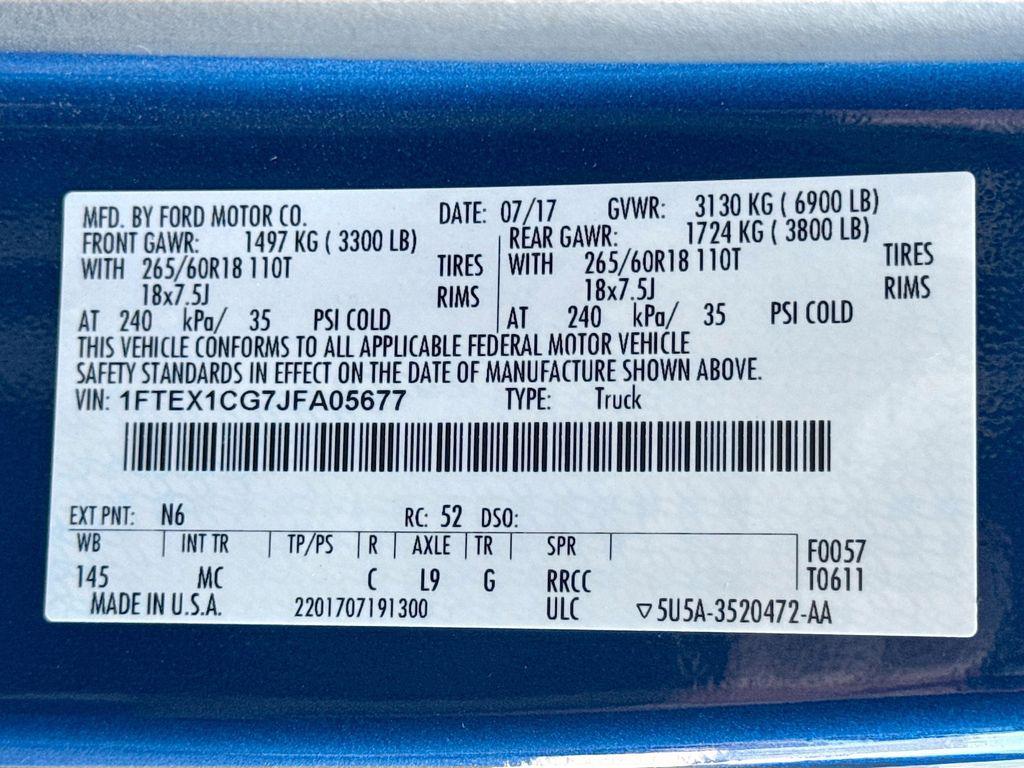 MFD. BY FORD MOTOR CO. DATE: 07/17 GVWR: 3130 KG ( 6900 LB)
FRONT GAWR: 1497 KG ( 3300 LB) REAR GAWR: 1724 KG ( 3800 LB)
WITH 265/60R18 110T TIRES WITH 265/60R18 110T TIRES
18x7.5J RIMS 18x7.5J RIMS
AT 240 kPa/ 35 PSI COLD AT 240 kPa/ 35 PSI COLD
THIS VEHICLE CONFORMS TO ALL APPLICABLE FEDERAL MOTOR VEHICLE
SAFETY STANDARDS IN EFFECT ON THE DATE OF MANUFACTURE SHOWN ABOVE.
VIN: 1FTEX1CG7JFA05677 TYPE: Truck
EXT PNT: N6 RC: 52 DSO:
WB INT TR TP/PS R AXLE TR SPR F0057
145 MC C L9 G RRCC T0611
MADE IN U.S.A. 2201707191300 ULC ▽5U5A-3520472-AA